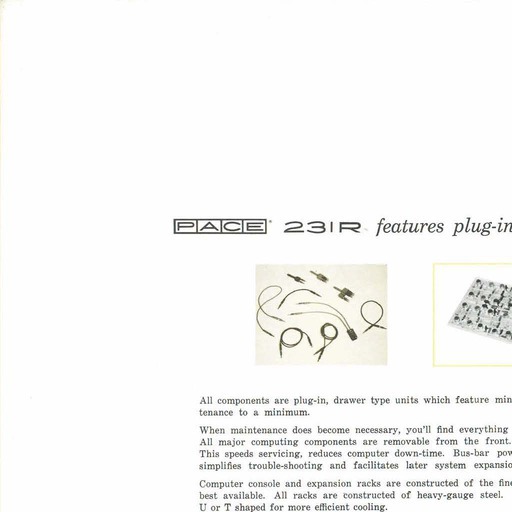 PACE® 231R features plug-in
All components are plug-in, drawer type units which feature min
tenance to a minimum.
When maintenance does become necessary, you'll find everything
All major computing components are removable from the front.
This speeds servicing, reduces computer down-time. Bus-bar pow
simplifies trouble-shooting and facilitates later system expansio
Computer console and expansion racks are constructed of the fine
best available. All racks are constructed of heavy-gauge steel.
U or T shaped for more efficient cooling.